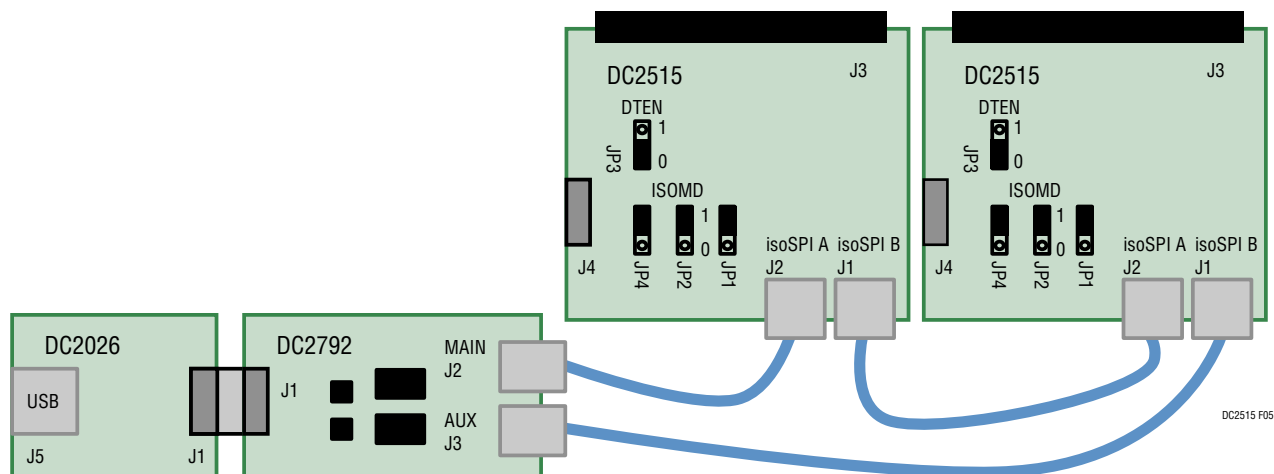 DC2515
J3
DTEN
1
JP3
0
ISOMD
1
0
JP4
JP2
JP1
J4
isoSPI A
J2
isoSPI B
J1
DC2515
J3
DTEN
1
JP3
0
ISOMD
1
0
JP4
JP2
JP1
J4
isoSPI A
J2
isoSPI B
J1
DC2026
USB
J5
J1
DC2792
J1
MAIN
J2
AUX
J3
DC2515 F05